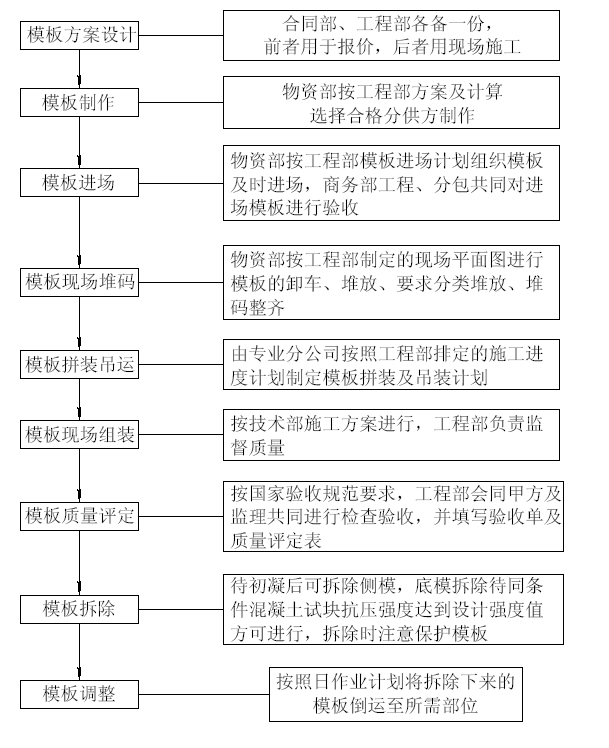 模板方案设计
合同部、工程部各备一份，
前者用于报价，后者用现场施工
模板制作
物资部按工程部方案及计算
选择合格分供方制作
模板进场
物资部按工程部模板进场计划组织模板
及时进场，商务部工程、分包共同对进
场模板进行验收
模板现场堆码
物资部按工程部制定的现场平面图进行
模板的卸车、堆放、要求分类堆放、堆
码整齐
模板拼装吊运
由专业分公司按照工程部排定的施工进
度计划制定模板拼装及吊装计划
模板现场组装
按技术部施工方案进行，工程部负责监
督质量
模板质量评定
按国家验收规范要求，工程部会同甲方及
监理共同进行检查验收，并填写验收单及
质量评定表
模板拆除
待初凝后可拆除侧模，底模拆除待同条
件混凝土试块抗压强度达到设计强度值
方可进行，拆除时注意保护模板
模板调整
按照日作业计划将拆除下来的
模板倒运至所需部位